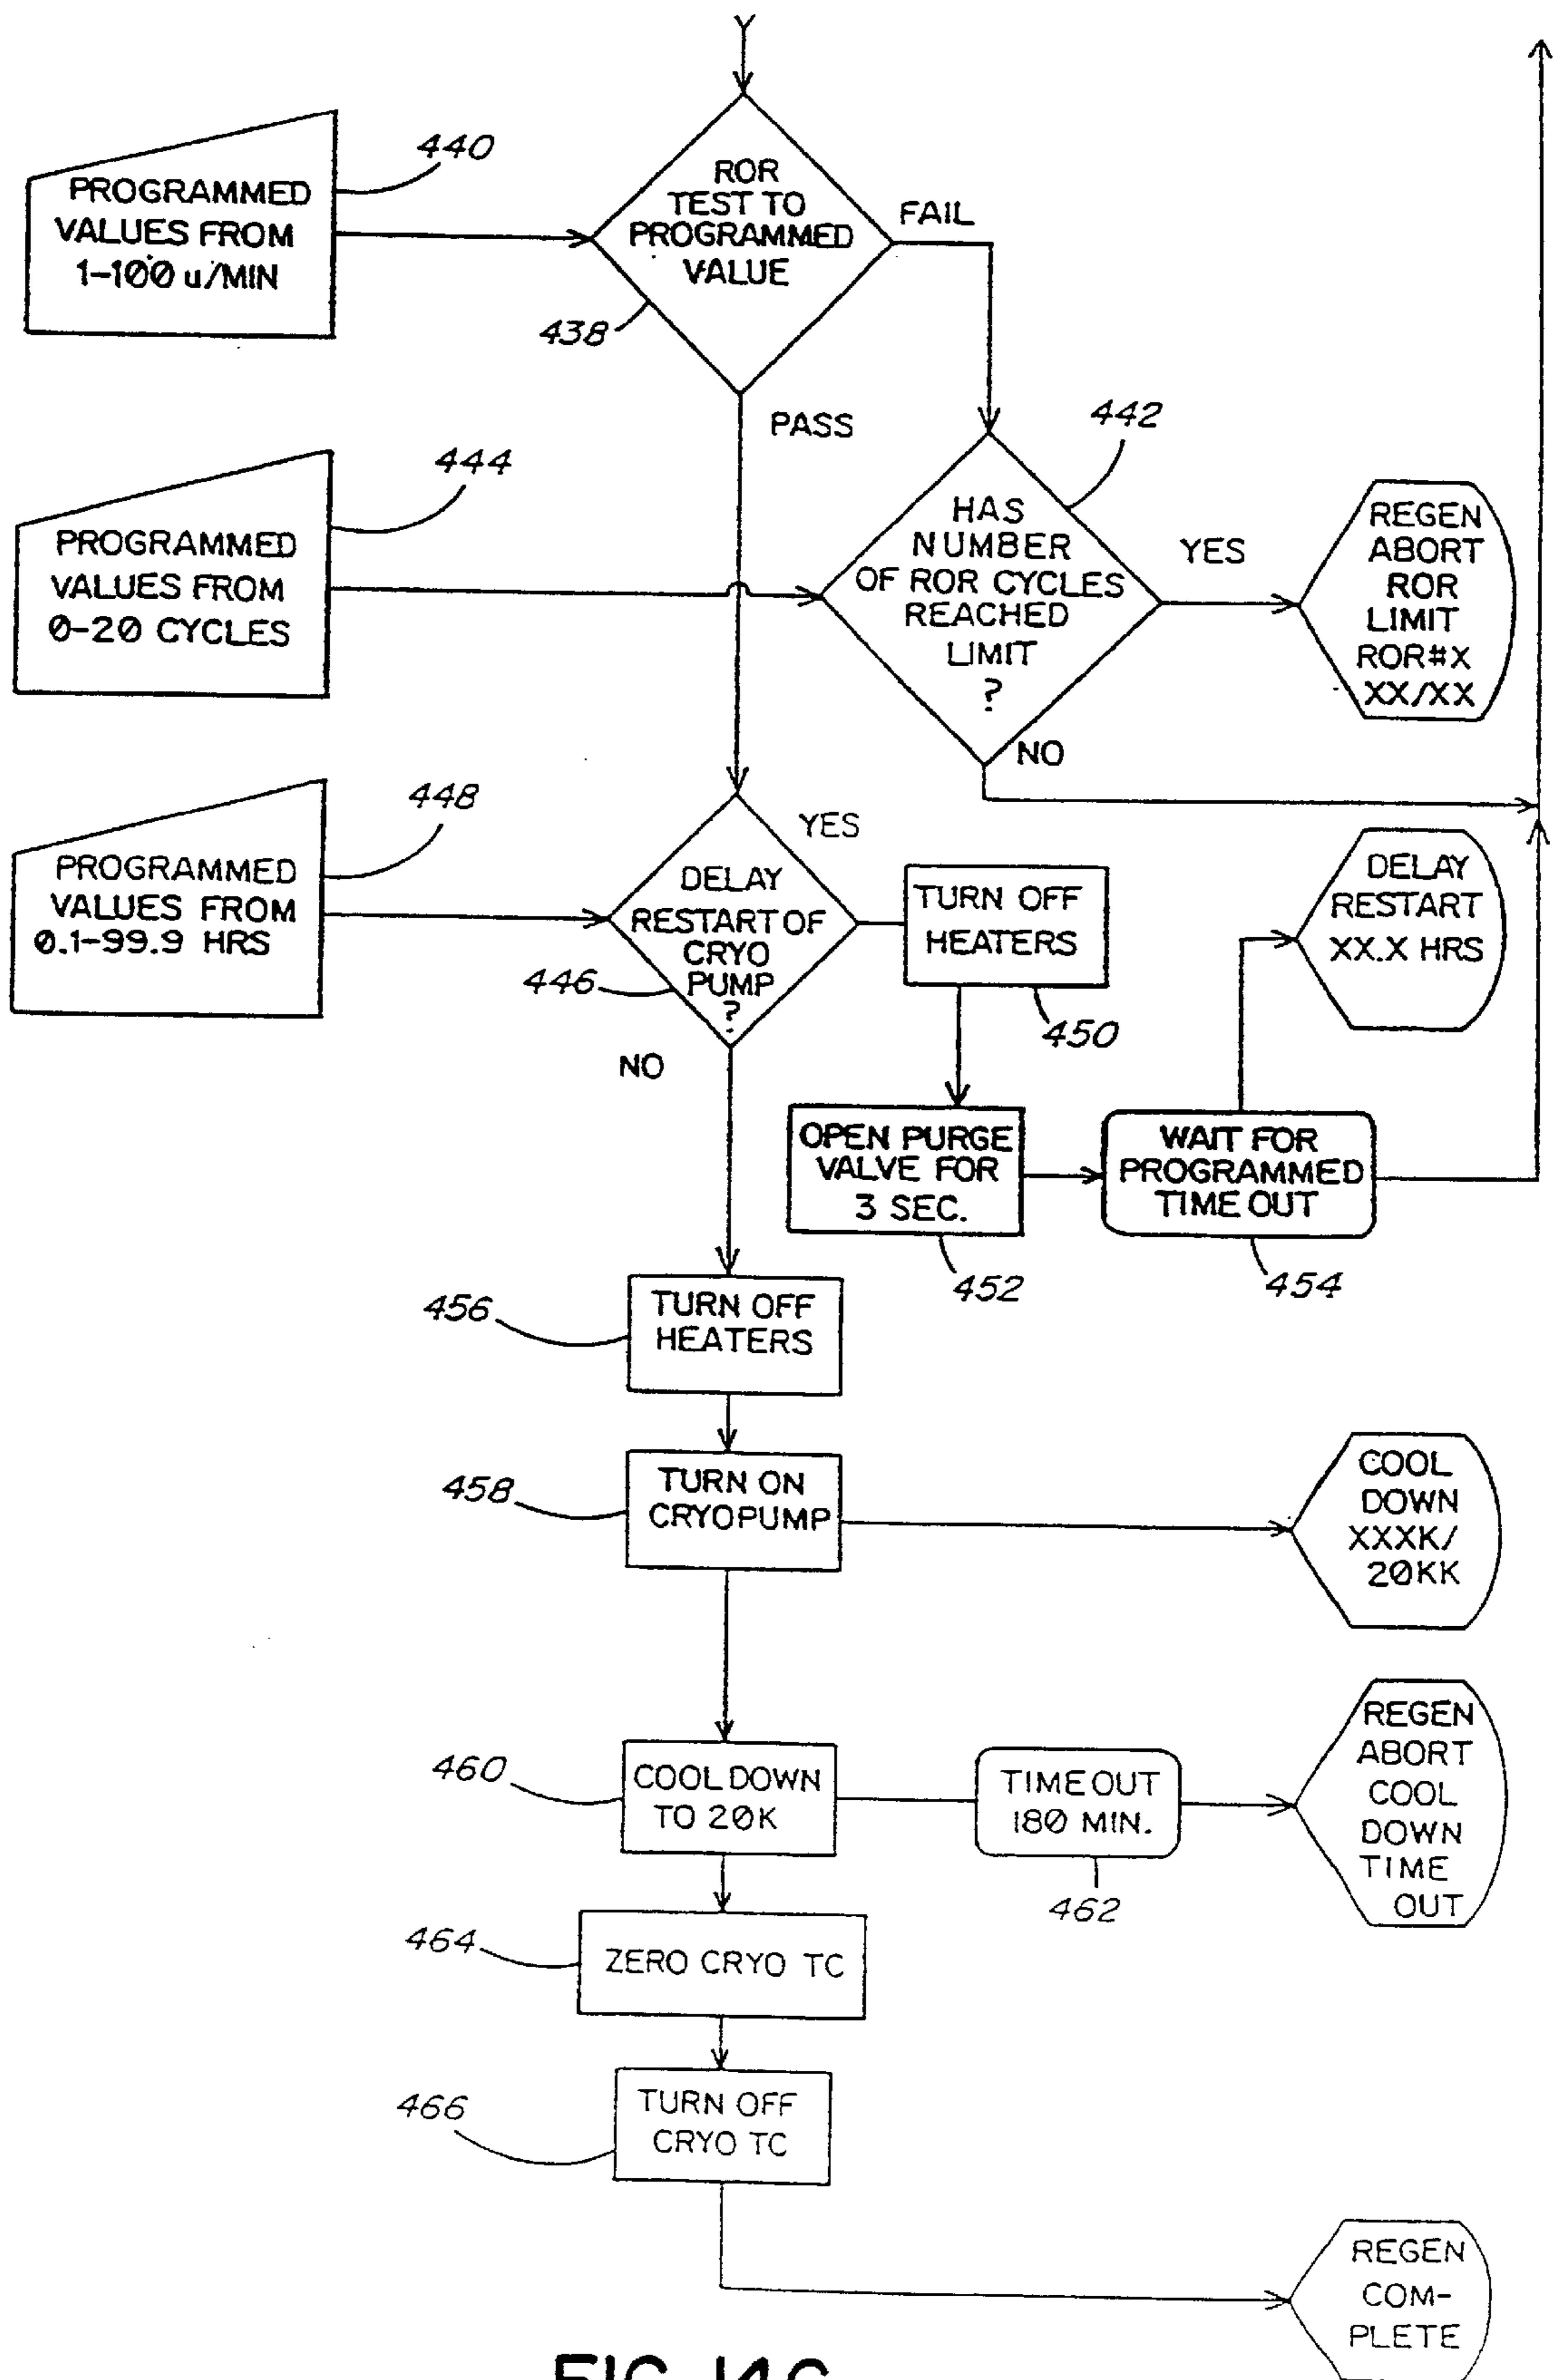 Y
440
PROGRAMMED
VALUES FROM
1-100 u/MIN
ROR
TEST TO
PROGRAMMED
VALUE
FAIL
438
PASS
442
444
PROGRAMMED
VALUES FROM
0-20 CYCLES
HAS
NUMBER
OF ROR CYCLES
REACHED
LIMIT
?
YES
REGEN
ABORT
ROR
LIMIT
ROR#X
XX/XX
NO
448
PROGRAMMED
VALUES FROM
0.1-99.9 HRS
YES
DELAY
RESTART OF
CRYO
PUMP
?
446
NO
TURN OFF
HEATERS
450
DELAY
RESTART
XX.X HRS
OPEN PURGE
VALVE FOR
3 SEC.
452
WAIT FOR
PROGRAMMED
TIME OUT
454
456
TURN OFF
HEATERS
458
TURN ON
CRYOPUMP
COOL
DOWN
XXXK/
20KK
460
COOL DOWN
TO 20K
TIME OUT
180 MIN.
462
REGEN
ABORT
COOL
DOWN
TIME
OUT
464
ZERO CRYO TC
466
TURN OFF
CRYO TC
REGEN
COM-
PLETE
FIG. 14C